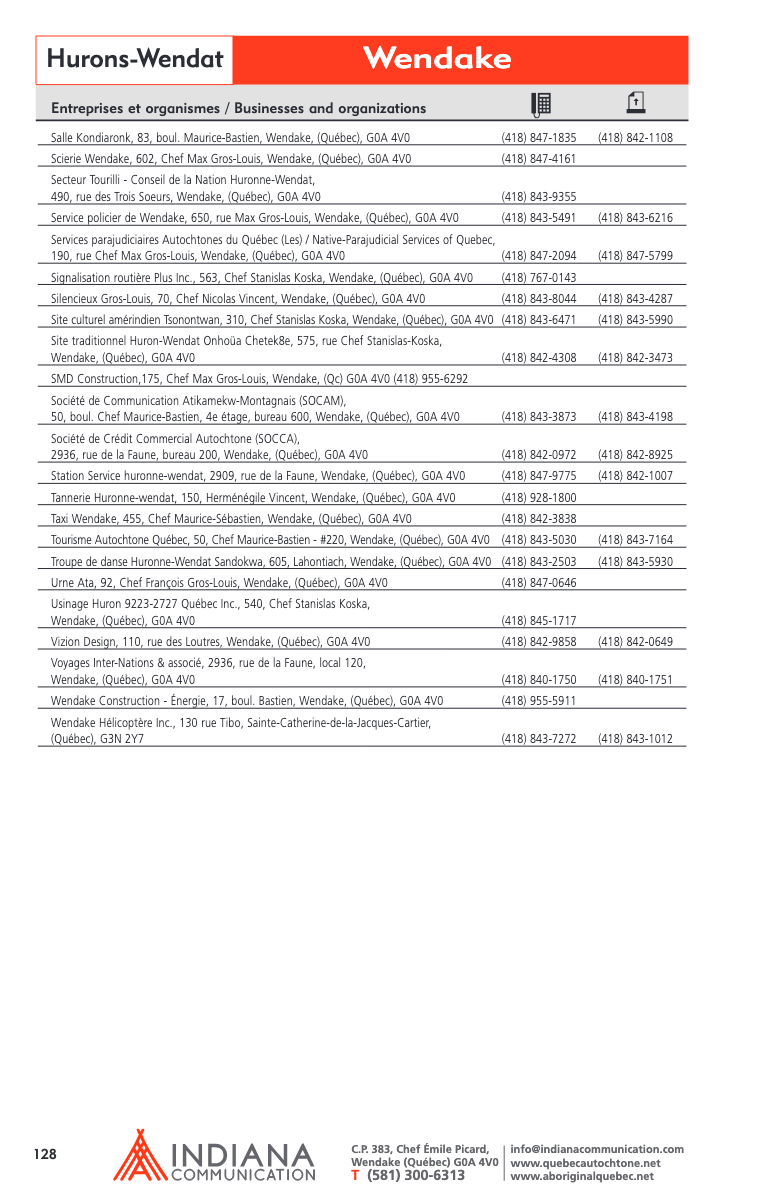 Hurons-Wendat
Wendake
Entreprises et organismes / Businesses and organizations
Salle Kondiaronk, 83, boul. Maurice-Bastien, Wendake, (Québec), G0A 4V0 (418) 847-1835 (418) 842-1108
Scierie Wendake, 602, Chef Max Gros-Louis, Wendake, (Québec), G0A 4V0 (418) 847-4161
Secteur Tourilli - Conseil de la Nation Huronne-Wendat,
490, rue des Trois Soeurs, Wendake, (Québec), G0A 4V0 (418) 843-9355
Service policier de Wendake, 650, rue Max Gros-Louis, Wendake, (Québec), G0A 4V0 (418) 843-5491 (418) 843-6216
Services parajudiciaires Autochtones du Québec (Les) / Native-Parajudicial Services of Quebec,
190, rue Chef Max Gros-Louis, Wendake, (Québec), G0A 4V0 (418) 847-2094 (418) 847-5799
Signalisation routière Plus Inc., 563, Chef Stanislas Koska, Wendake, (Québec), G0A 4V0 (418) 767-0143
Silencieux Gros-Louis, 70, Chef Nicolas Vincent, Wendake, (Québec), G0A 4V0 (418) 843-8044 (418) 843-4287
Site culturel amérindien Tsonontwan, 310, Chef Stanislas Koska, Wendake, (Québec), G0A 4V0 (418) 843-6471 (418) 843-5990
Site traditionnel Huron-Wendat Onhoüa Chetek8e, 575, rue Chef Stanislas-Koska,
Wendake, (Québec), G0A 4V0 (418) 842-4308 (418) 842-3473
SMD Construction,175, Chef Max Gros-Louis, Wendake, (Qc) G0A 4V0 (418) 955-6292
Société de Communication Atikamekw-Montagnais (SOCAM),
50, boul. Chef Maurice-Bastien, 4e étage, bureau 600, Wendake, (Québec), G0A 4V0 (418) 843-3873 (418) 843-4198
Société de Crédit Commercial Autochtone (SOCCA),
2936, rue de la Faune, bureau 200, Wendake, (Québec), G0A 4V0 (418) 842-0972 (418) 842-8925
Station Service huronne-wendat, 2909, rue de la Faune, Wendake, (Québec), G0A 4V0 (418) 847-9775 (418) 842-1007
Tannerie Huronne-wendat, 150, Herménégile Vincent, Wendake, (Québec), G0A 4V0 (418) 928-1800
Taxi Wendake, 455, Chef Maurice-Sébastien, Wendake, (Québec), G0A 4V0 (418) 842-3838
Tourisme Autochtone Québec, 50, Chef Maurice-Bastien - #220, Wendake, (Québec), G0A 4V0 (418) 843-5030 (418) 843-7164
Troupe de danse Huronne-Wendat Sandokwa, 605, Lahontiach, Wendake, (Québec), G0A 4V0 (418) 843-2503 (418) 843-5930
Urne Ata, 92, Chef François Gros-Louis, Wendake, (Québec), G0A 4V0 (418) 847-0646
Usinage Huron 9223-2727 Québec Inc., 540, Chef Stanislas Koska,
Wendake, (Québec), G0A 4V0 (418) 845-1717
Vizion Design, 110, rue des Loutres, Wendake, (Québec), G0A 4V0 (418) 842-9858 (418) 842-0649
Voyages Inter-Nations & associé, 2936, rue de la Faune, local 120,
Wendake, (Québec), G0A 4V0 (418) 840-1750 (418) 840-1751
Wendake Construction - Énergie, 17, boul. Bastien, Wendake, (Québec), G0A 4V0 (418) 955-5911
Wendake Hélicoptère Inc., 130 rue Tibo, Sainte-Catherine-de-la-Jacques-Cartier,
(Québec), G3N 2Y7 (418) 843-7272 (418) 843-1012
128
INDIANA
COMMUNICATION
C.P. 383, Chef Émile Picard,
Wendake (Québec) G0A 4V0
T (581) 300-6313
info@indianacommunication.com
www.quebecautochtone.net
www.aboriginalquebec.net